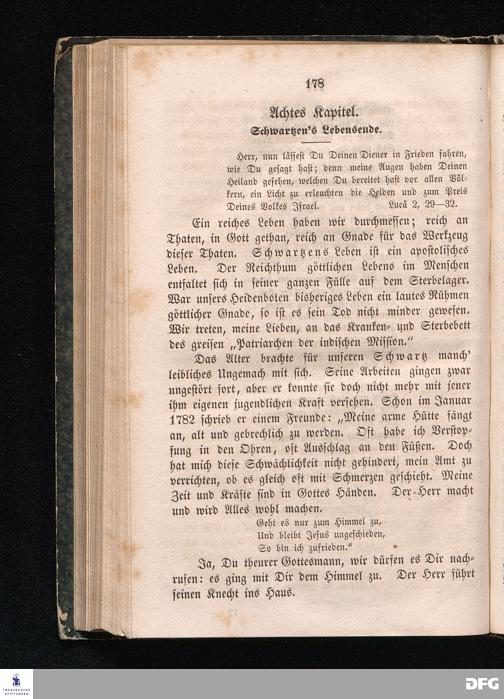 178
Achtes Kapitel.
Schwartzen's Lebensende.
Herr, nun lässest Du Deinen Diener in Frieden fahren,
wie Du gesagt hast; denn meine Augen haben Deinen
Heiland gesehen, welchen Du bereitet hast vor allen Völ-
kern, ein Licht zu erleuchten die Heiden und zum Preis
Deines Volkes Israel. Lucä 2, 29—32.
Ein reiches Leben haben wir durchmessen; reich an
Thaten, in Gott gethan, reich an Gnade für das Werkzeug
dieser Thaten. Schwartzens Leben ist ein apostolisches
Leben. Der Reichthum göttlichen Lebens im Menschen
entfaltet sich in seiner ganzen Fülle auf dem Sterbelager.
War unsers Heidenboten bisheriges Leben ein lautes Rühmen
göttlicher Gnade, so ist es sein Tod nicht minder gewesen.
Wir treten, meine Lieben, an das Kranken- und Sterbebett
des greisen „Patriarchen der indischen Mission."
Das Alter brachte für unseren Schwartz manch'
leibliches Ungemach mit sich. Seine Arbeiten gingen zwar
ungestört fort, aber er konnte sie doch nicht mehr mit jener
ihm eigenen jugendlichen Kraft versehen. Schon im Januar
1782 schrieb er einem Freunde: „Meine arme Hütte fängt
an, alt und gebrechlich zu werden. Oft habe ich Verstop-
fung in den Ohren, oft Ausschlag an den Füßen. Doch
hat mich diese Schwächlichkeit nicht gehindert, mein Amt zu
verrichten, ob es gleich oft mit Schmerzen geschieht. Meine
Zeit und Kräfte sind in Gottes Händen. Der Herr macht
und wird Alles wohl machen.
Geht es nur zum Himmel zu,
Und bleibt Jesus ungeschieden,
So bin ich zufrieden."
Ja, Du theurer Gottesmann, wir dürfen es Dir nach-
rufen: es ging mit Dir dem Himmel zu. Der Herr führt
seinen Knecht ins Haus.
FRANCKESCHE
STIFTUNGEN
DFG